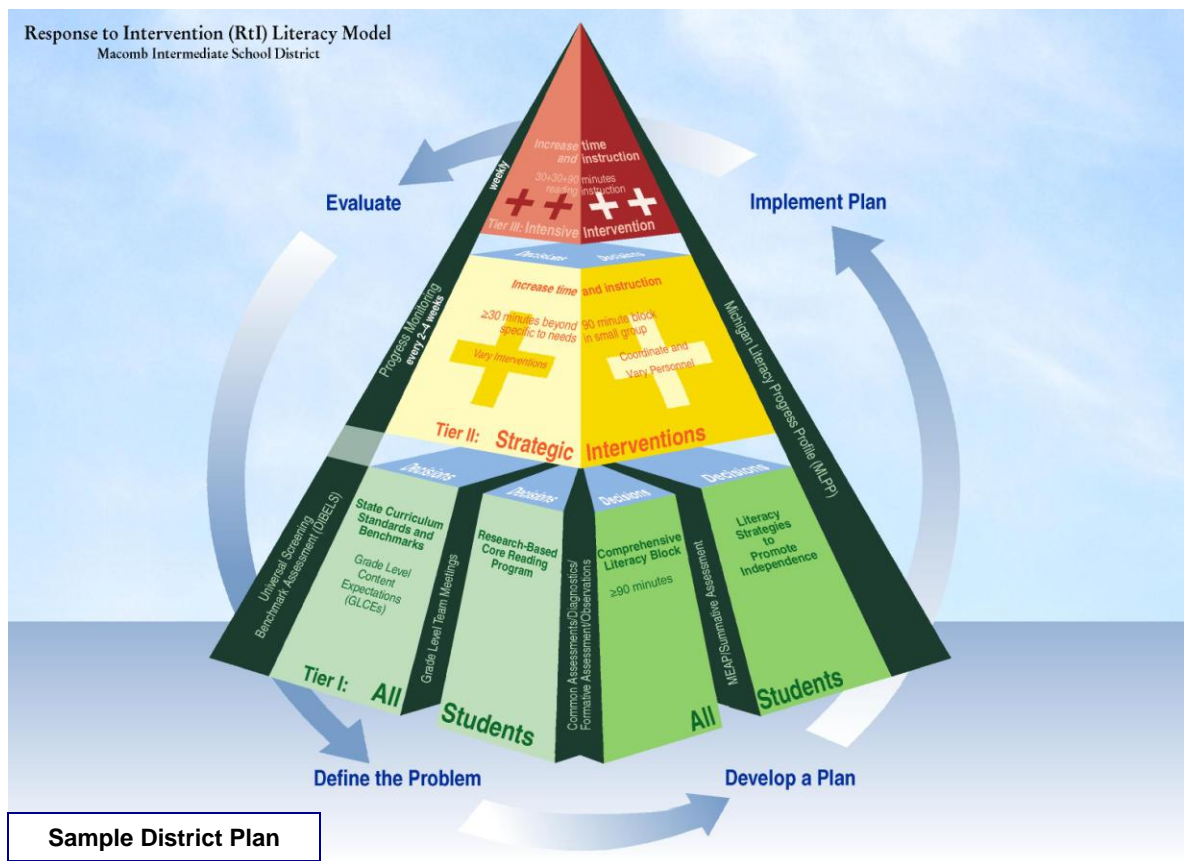 Response to Intervention (RtI) Literacy Model
Macomb Intermediate School District
Evaluate
Implement Plan
weekly
Increase time
and instruction
30+30+90 minutes
reading instruction
Tier III: Intensive Intervention
Decisions
Decisions
Progress Monitoring
every 2-4 weeks
Increase time and instruction
≥30 minutes beyond 90 minute block
specific to needs in small group
Vary Interventions
Coordinate and
Vary Personnel
Tier II: Strategic Interventions
Michigan Literacy Progress Profile (MLPP)
Decisions
Decisions
Decisions
Decisions
Universal Screening
Benchmark Assessment (DIBELS)
State Curriculum
Standards and
Benchmarks
Grade Level
Content
Expectations
(GLCEs)
Grade Level Team Meetings
Research-Based
Core Reading
Program
Common Assessments/Diagnostics/
Formative Assessment/Observations
Comprehensive
Literacy Block
≥90 minutes
MEAP/Summative Assessment
Literacy
Strategies
to
Promote
Independence
Tier I: All
Students
All
Students
Define the Problem
Develop a Plan
Sample District Plan